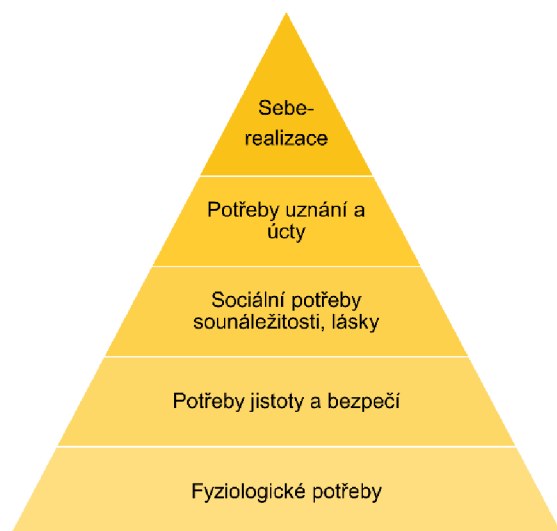 Sebe-
realizace
Potřeby uznání a
úcty
Sociální potřeby
sounáležitosti, lásky
Potřeby jistoty a bezpečí
Fyziologické potřeby